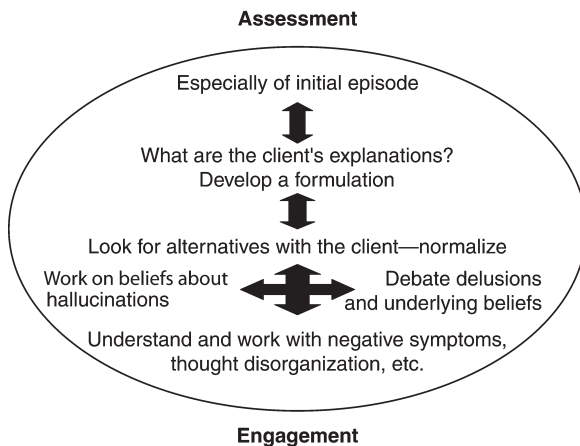 Assessment
Especially of initial episode
What are the client's explanations?
Develop a formulation
Look for alternatives with the client—normalize
Work on beliefs about
hallucinations
Debate delusions
and underlying beliefs
Understand and work with negative symptoms,
thought disorganization, etc.
Engagement